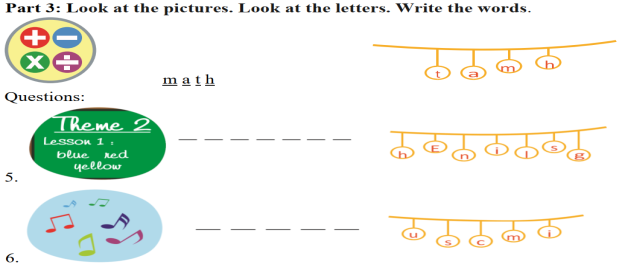 Part 3: Look at the pictures. Look at the letters. Write the words.
m a t h
t a m h
Questions:
Theme 2
Lesson 1 :
blue red
yellow
_ _ _ _ _ _ _
h E n i l s g
5.
_ _ _ _ _
u s c m i
6.